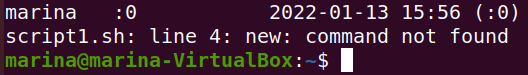 marina   :0           2022-01-13 15:56 (:0)
script1.sh: line 4: new: command not found
marina@marina-VirtualBox:~$